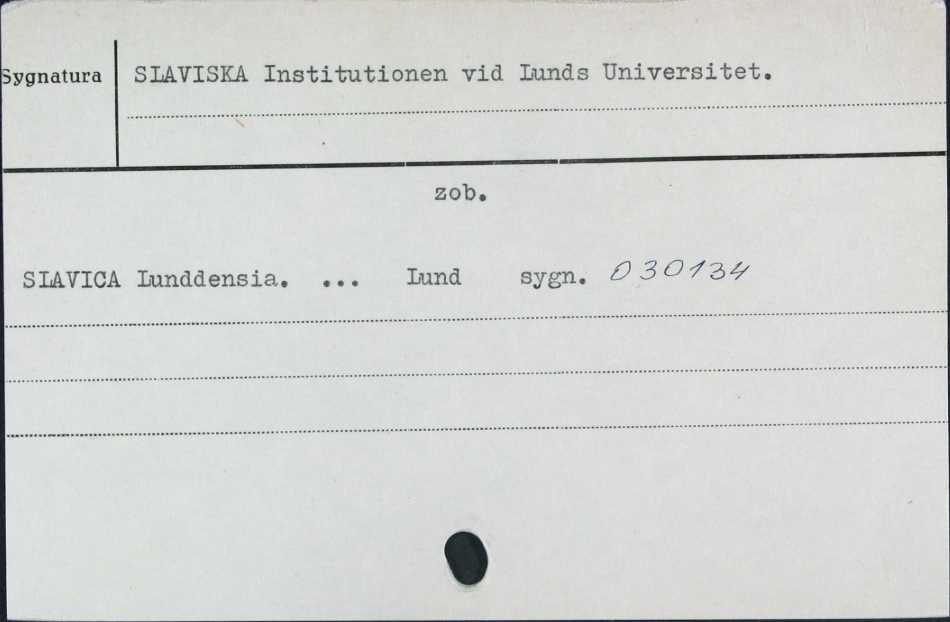 Sygnatura
SLAVISKA Institutionen vid Lunds Universitet.
zob.
SLAVICA Lunddensia. ... Lund sygn. 030134